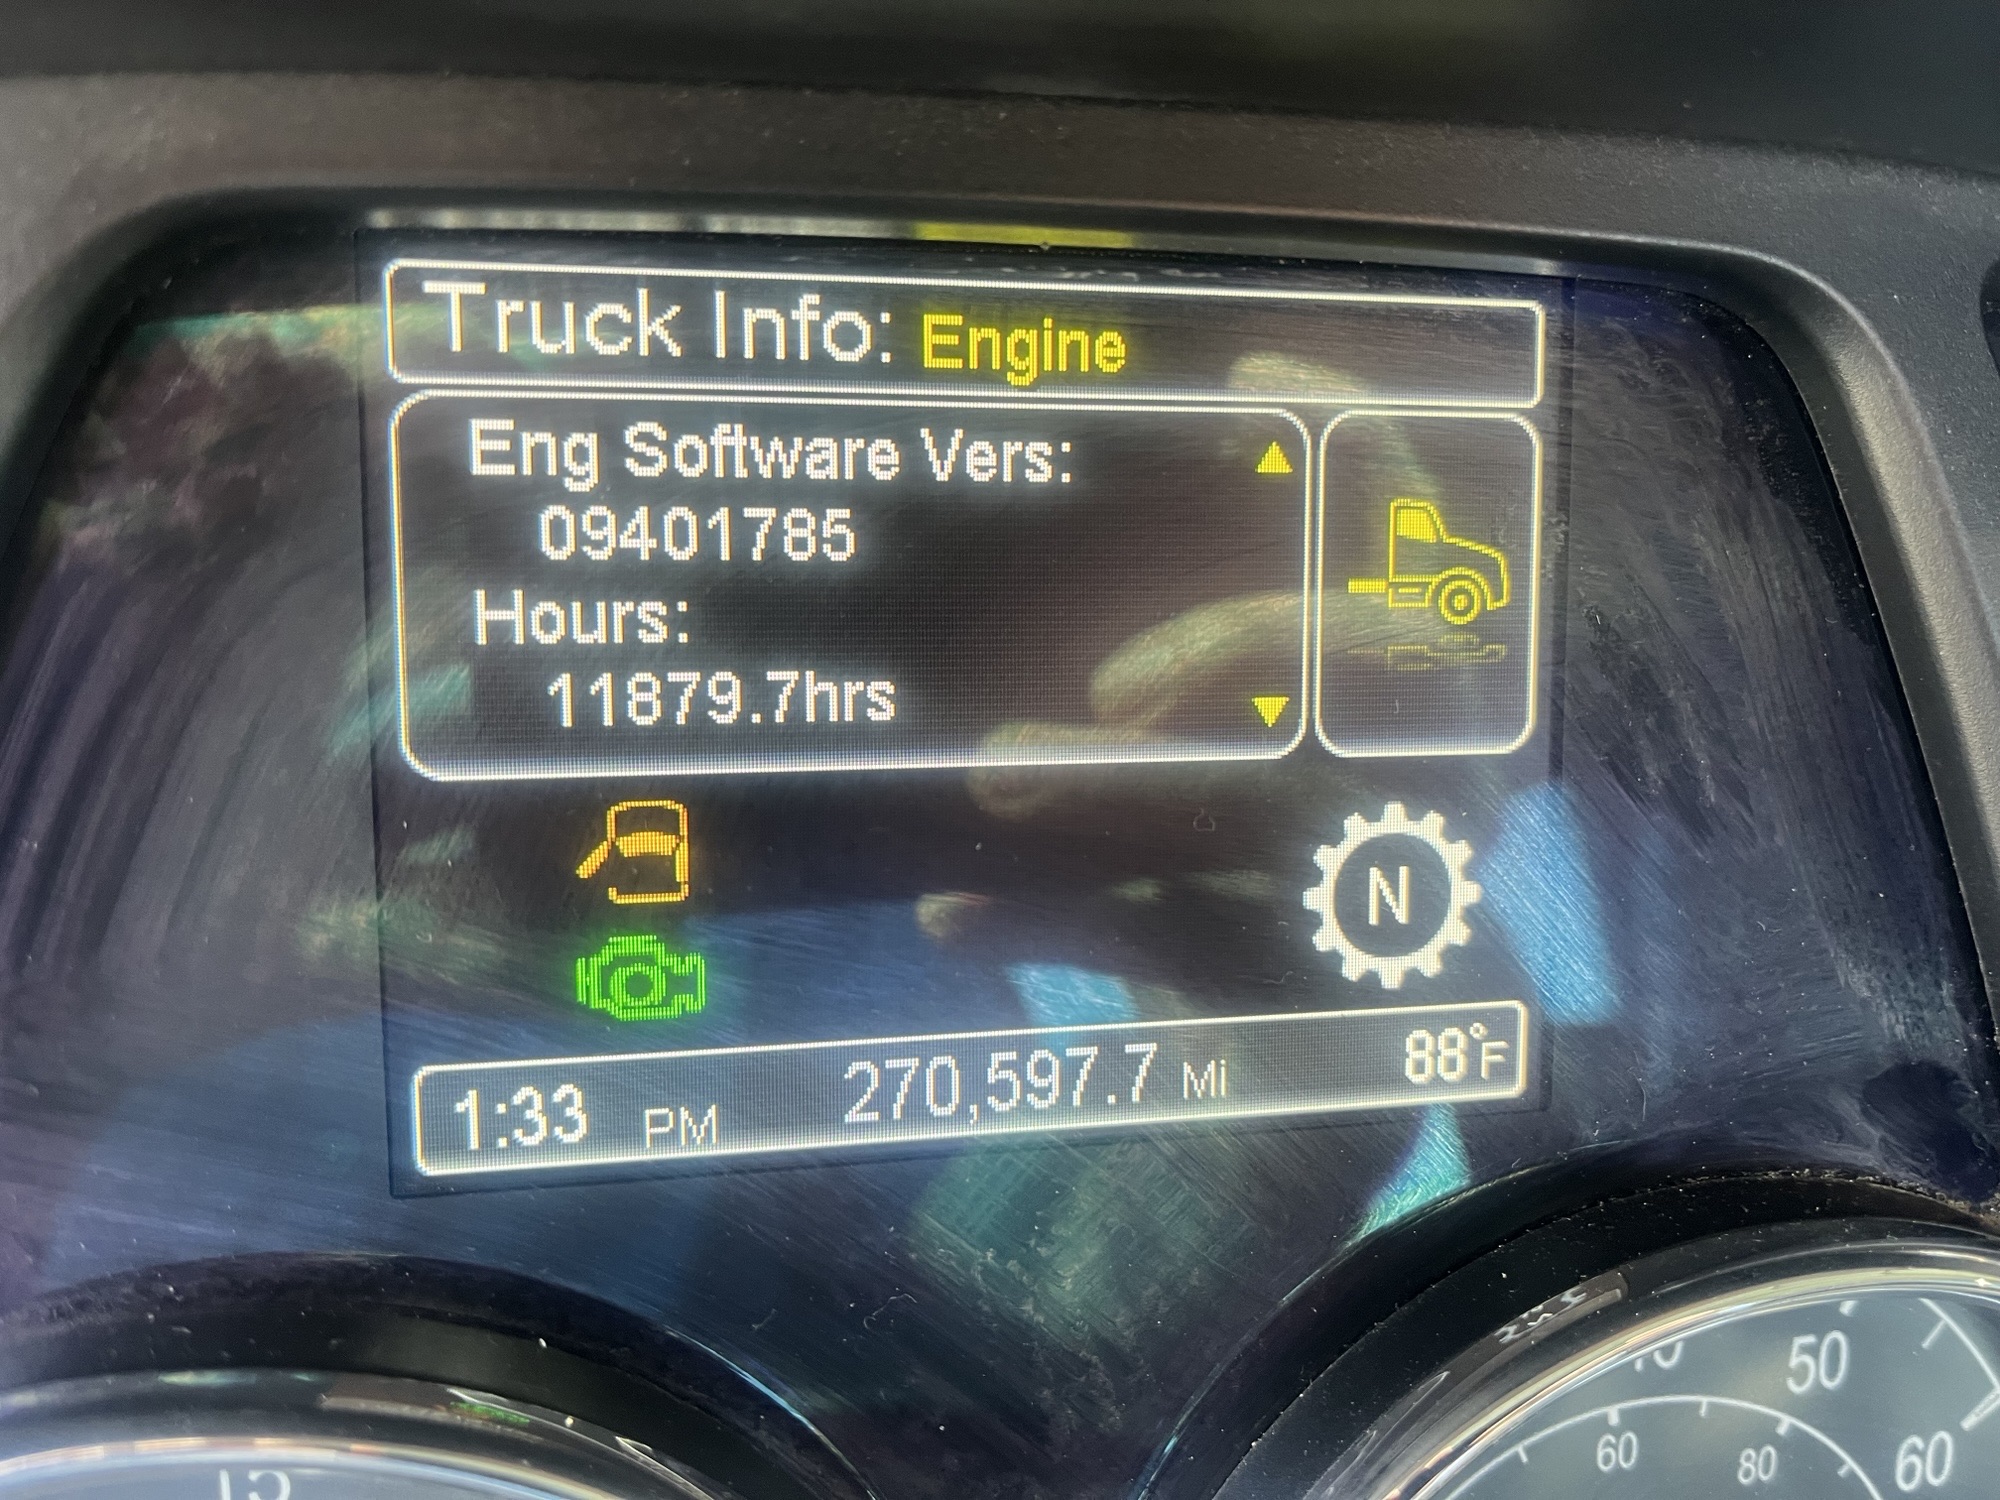 Truck Info: Engine
Eng Software Vers:
09401785
Hours:
11879.7hrs
N
1:33 PM 270,597.7 Mi 88°F
50
60 80 60